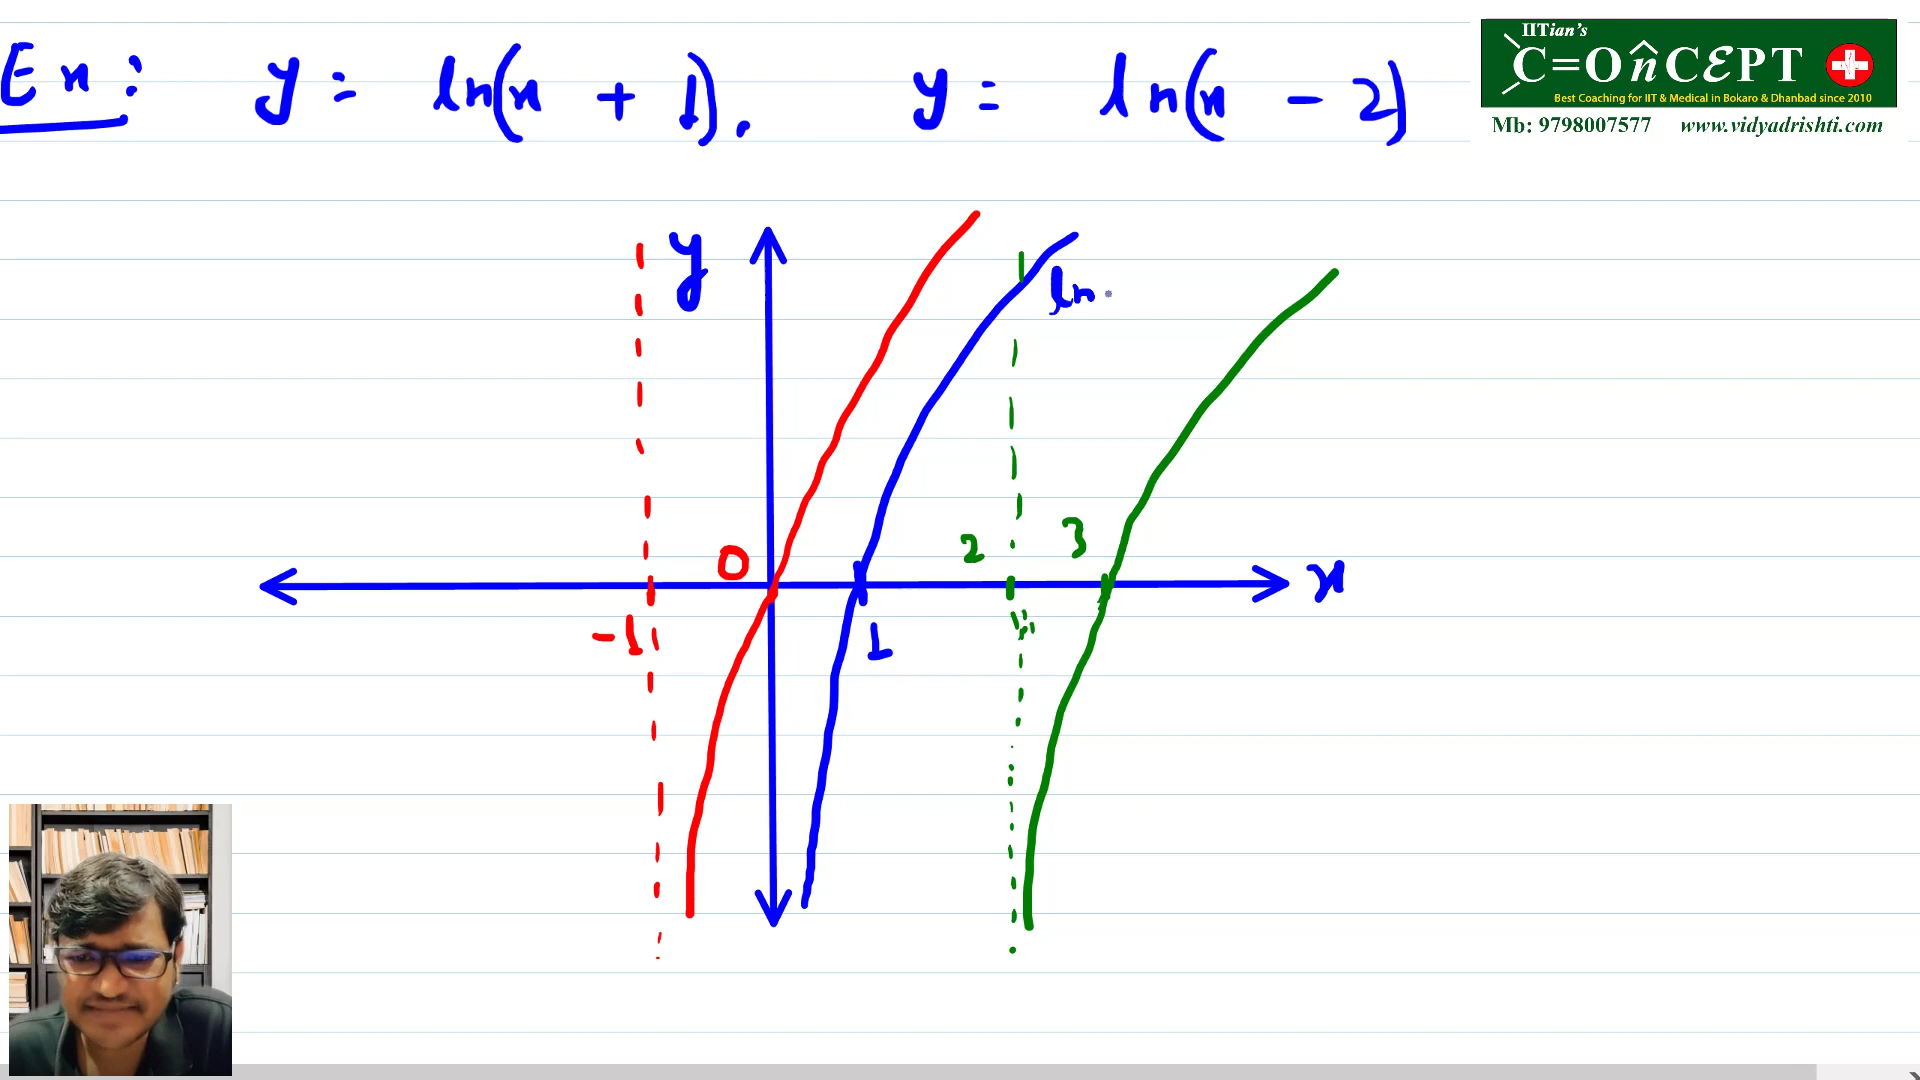 Ex: y = ln(x + 1). y = ln(x - 2)
IITian's
C=OnCEPT
Best Coaching for IIT & Medical in Bokaro & Dhanbad since 2010
Mb: 9798007577 www.vidyadrishti.com
y
ln
0
2
3
x
-1
1